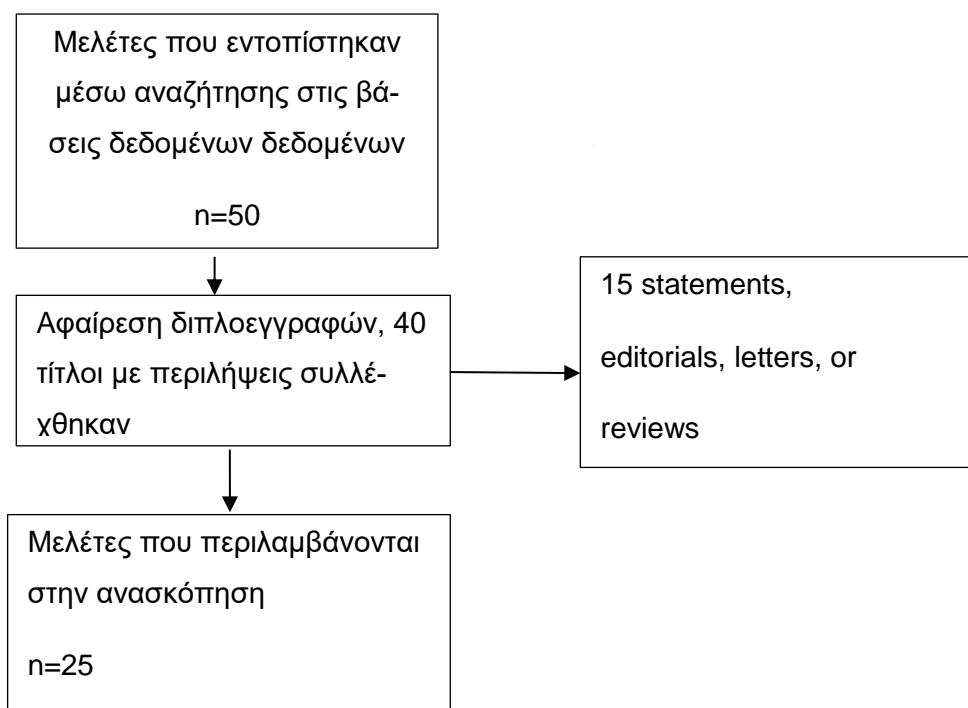 Μελέτες που εντοπίστηκαν
μέσω αναζήτησης στις βά-
σεις δεδομένων δεδομένων
n=50
Αφαίρεση διπλοεγγραφών, 40
τίτλοι με περιλήψεις συλλέ-
χθηκαν
15 statements,
editorials, letters, or
reviews
Μελέτες που περιλαμβάνονται
στην ανασκόπηση
n=25